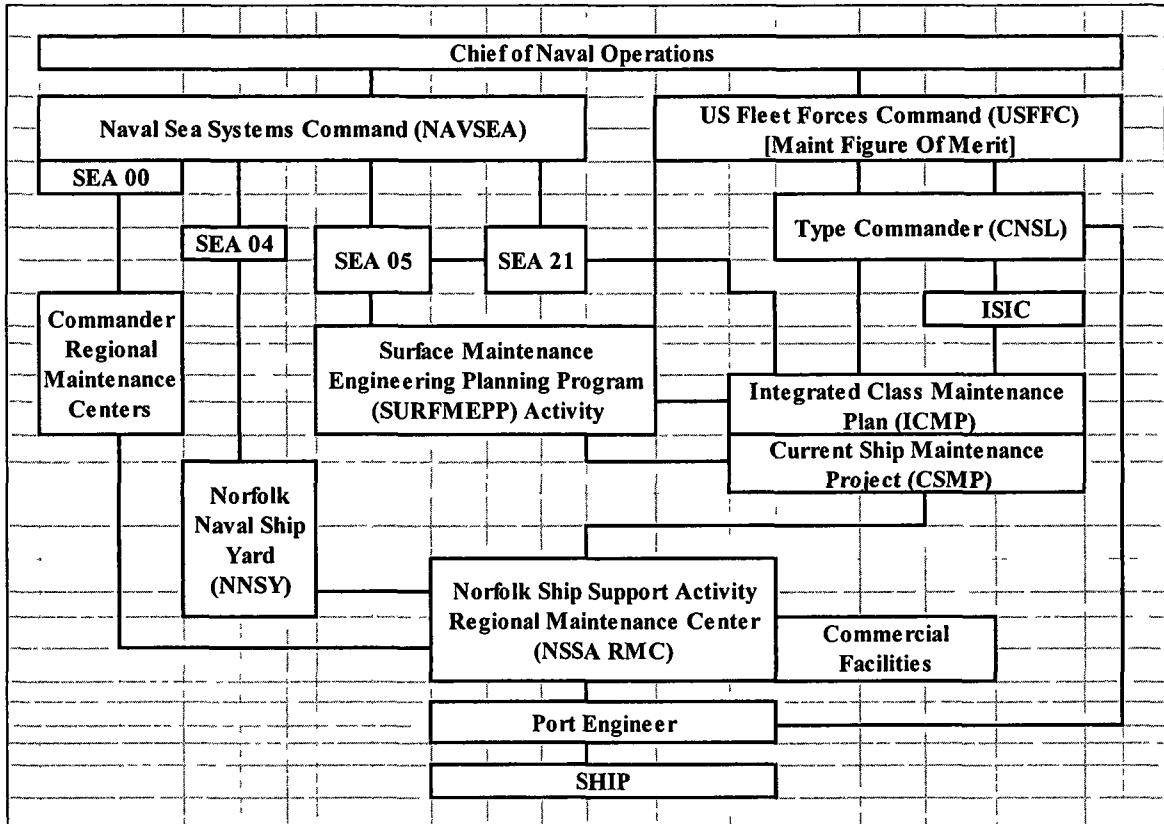 Chief of Naval Operations
Naval Sea Systems Command (NAVSEA)
US Fleet Forces Command (USFFC)
[Maint Figure Of Merit]
SEA 00
SEA 04
SEA 05
SEA 21
Type Commander (CNSL)
ISIC
Commander
Regional
Maintenance
Centers
Surface Maintenance
Engineering Planning Program
(SURFMEPP) Activity
Integrated Class Maintenance
Plan (ICMP)
Current Ship Maintenance
Project (CSMP)
Norfolk
Naval Ship
Yard
(NNSY)
Norfolk Ship Support Activity
Regional Maintenance Center
(NSSA RMC)
Commercial
Facilities
Port Engineer
SHIP